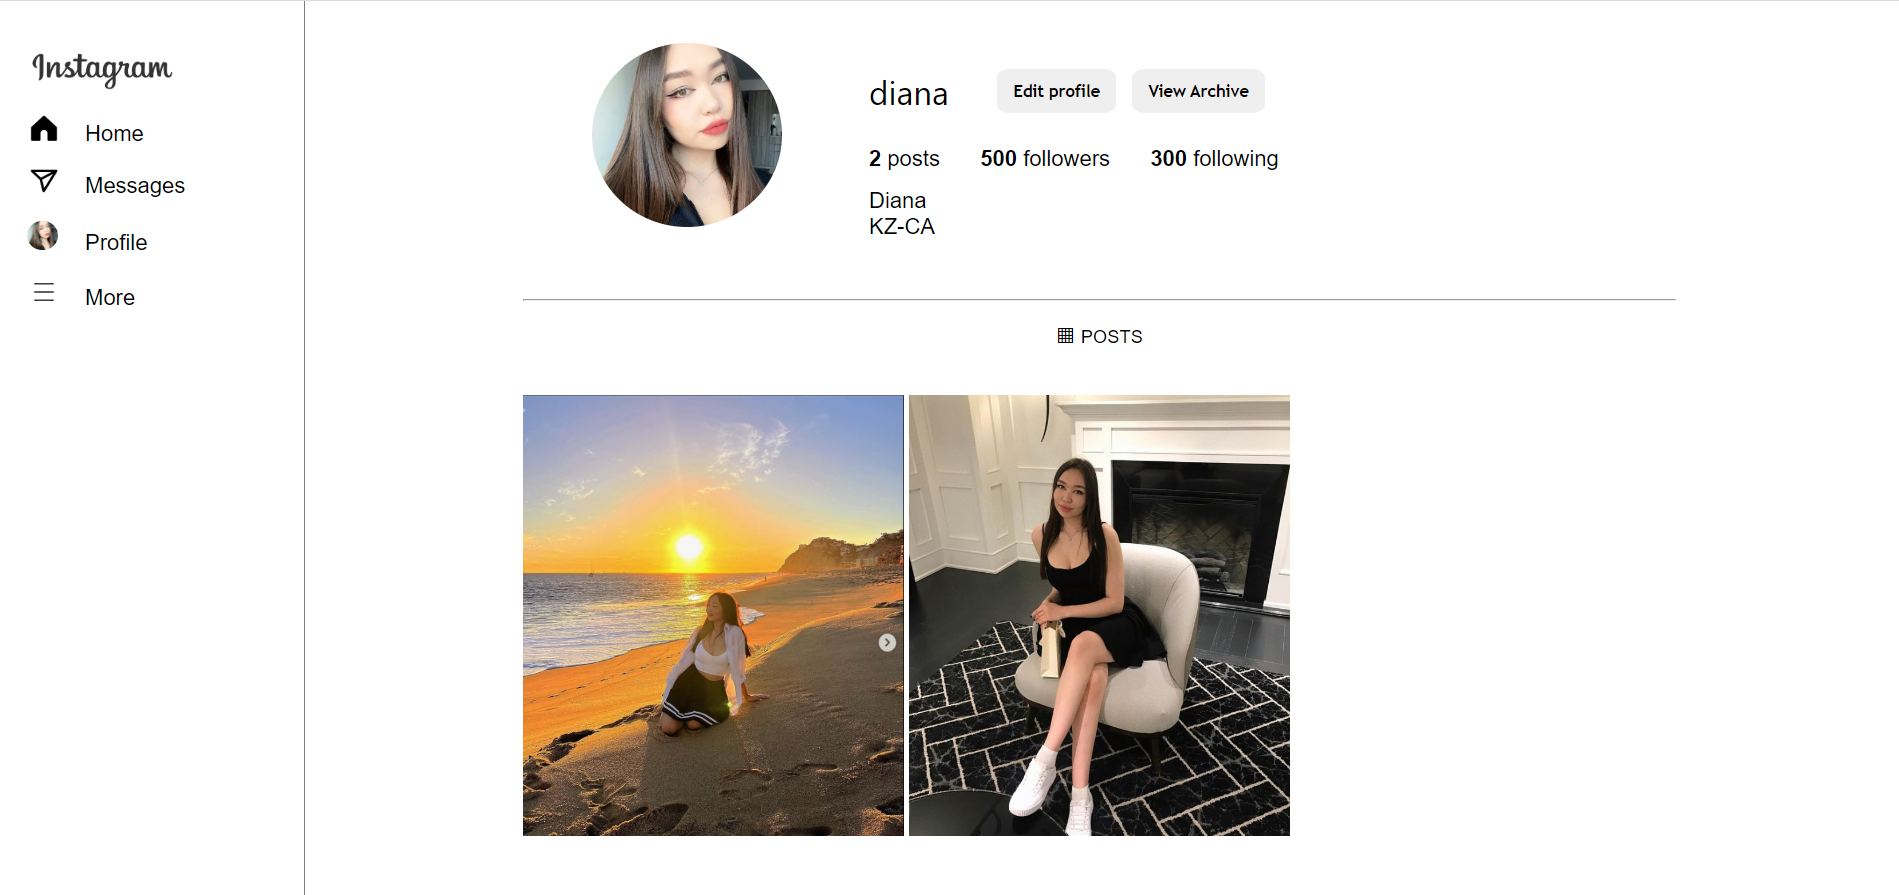 Instagram
Home
Messages
Profile
More
diana
Edit profile
View Archive
2 posts
500 followers
300 following
Diana
KZ-CA
POSTS